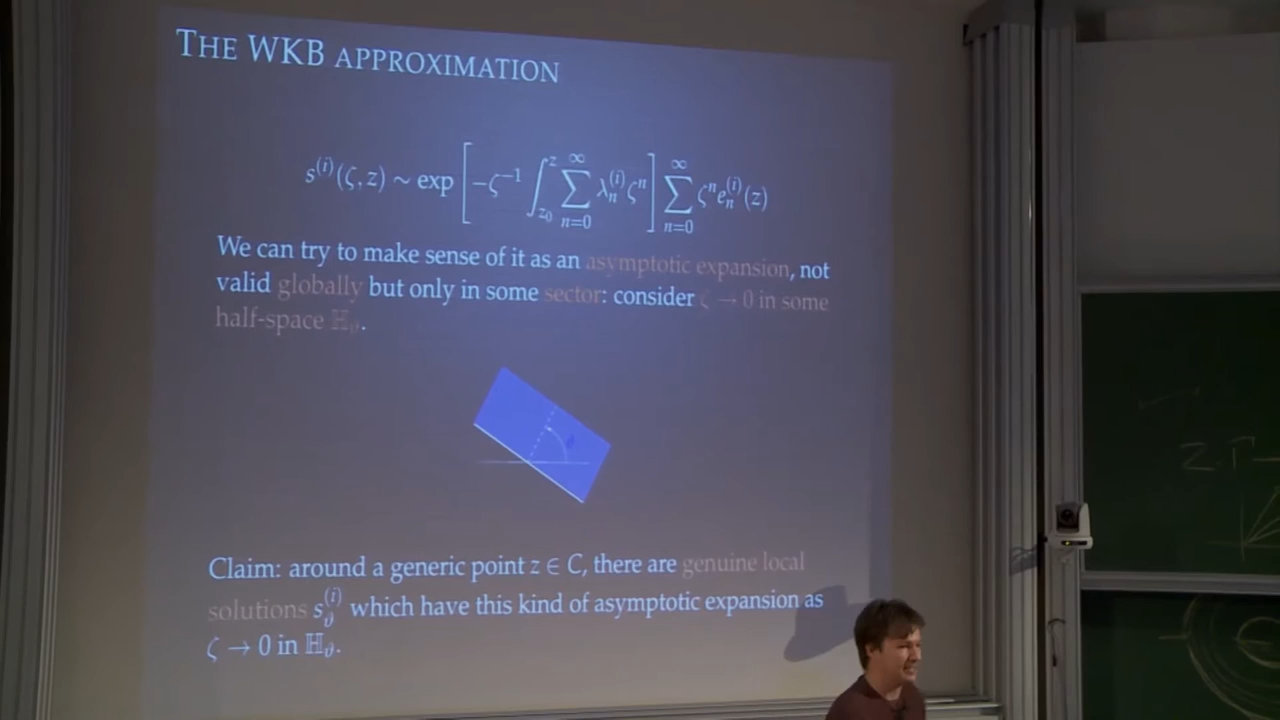 THE WKB APPROXIMATION
s^{(i)}(ζ, z) ∼ exp [ −ζ^{−1} ∫_{z_0}^{z} ∑_{n=0}^{∞} λ_n^{(i)} ζ^n ] ∑_{n=0}^{∞} ζ^n e_n^{(i)}(z)
We can try to make sense of it as an asymptotic expansion, not
valid globally but only in some sector: consider ζ → 0 in some
half-space ℍ_ϑ.
ϑ
Claim: around a generic point z ∈ C, there are genuine local
solutions s_ϑ^{(i)} which have this kind of asymptotic expansion as
ζ → 0 in ℍ_ϑ.